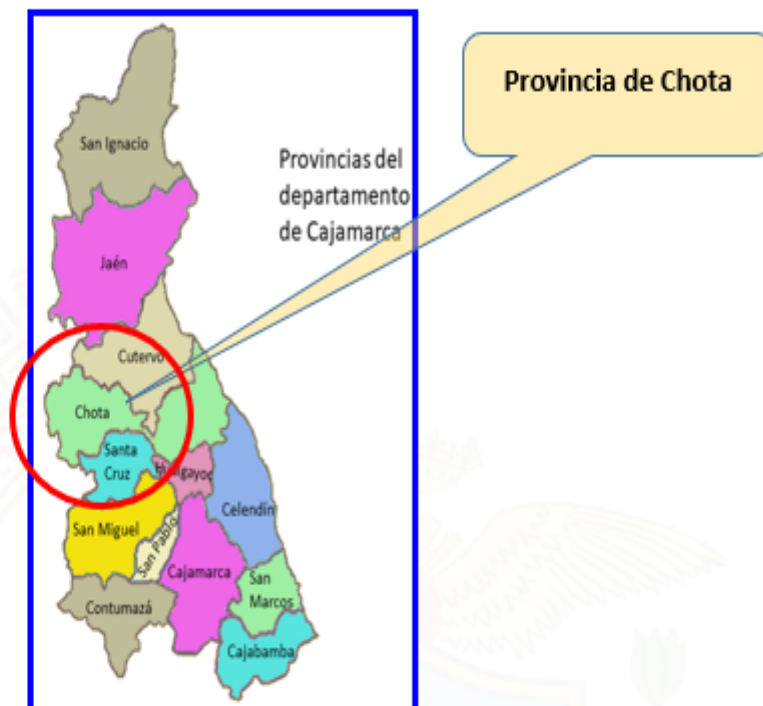 Provincia de Chota
San Ignacio
Provincias del
departamento
de Cajamarca
Jaén
Cutervo
Chota
Santa
Cruz
Hualgayoc
Celendín
San Miguel
San Pablo
Cajamarca
San
Marcos
Contumazá
Cajabamba